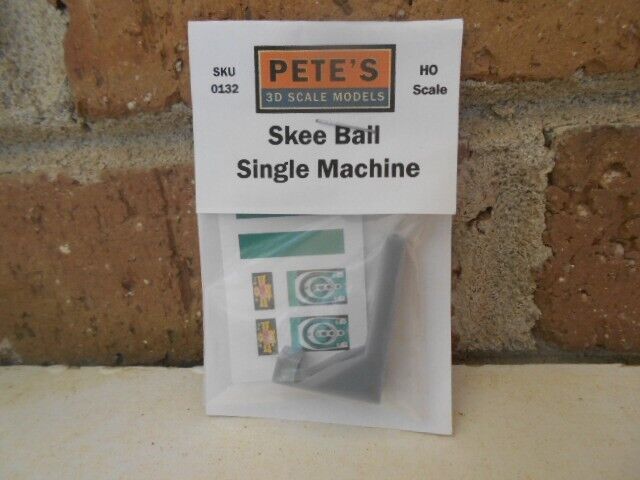 SKU
0132
PETE'S
3D SCALE MODELS
HO
Scale
Skee Ball
Single Machine